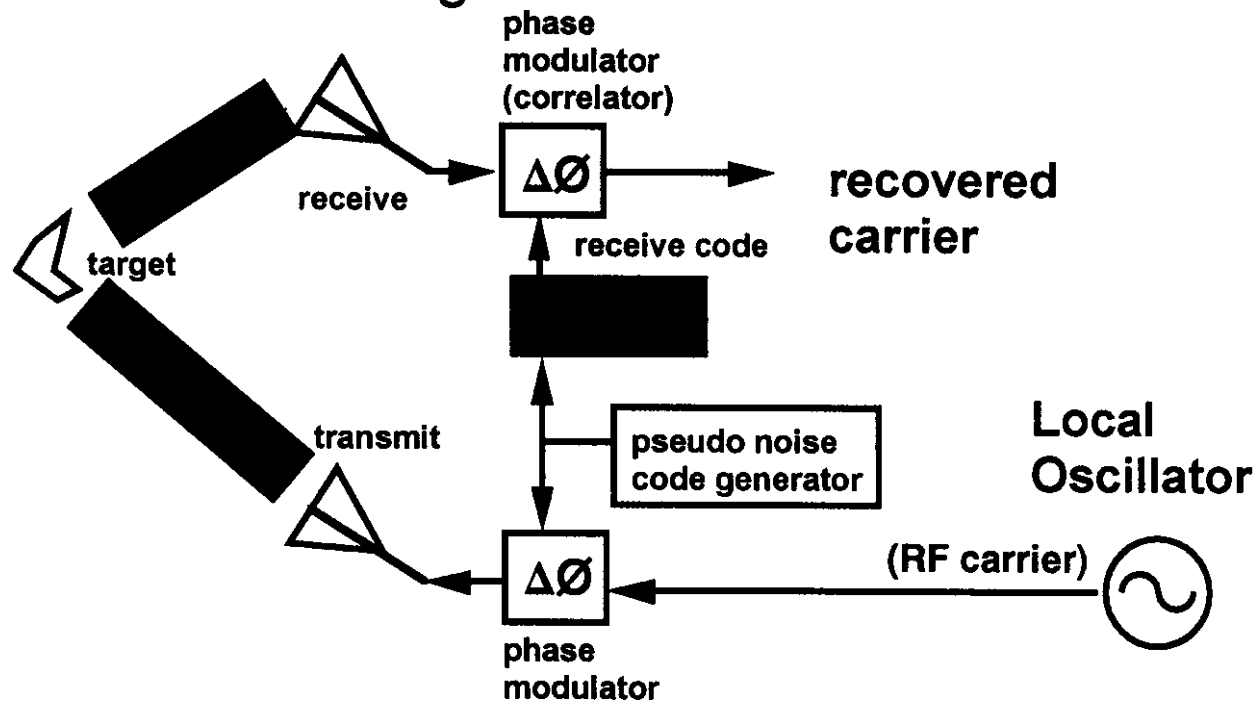 phase
modulator
(correlator)
ΔØ
receive
recovered
carrier
receive code
target
transmit
pseudo noise
code generator
Local
Oscillator
(RF carrier)
ΔØ
phase
modulator